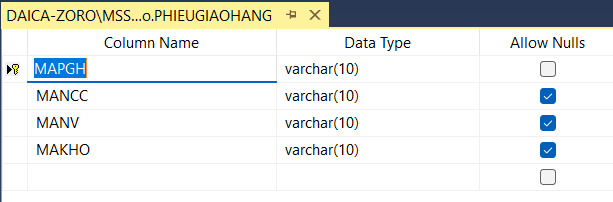 DAICA-ZORO\MSS...o.PHIEUGIAOHANG
Column Name Data Type Allow Nulls
MAPGH varchar(10)
MANCC varchar(10)
MANV varchar(10)
MAKHO varchar(10)